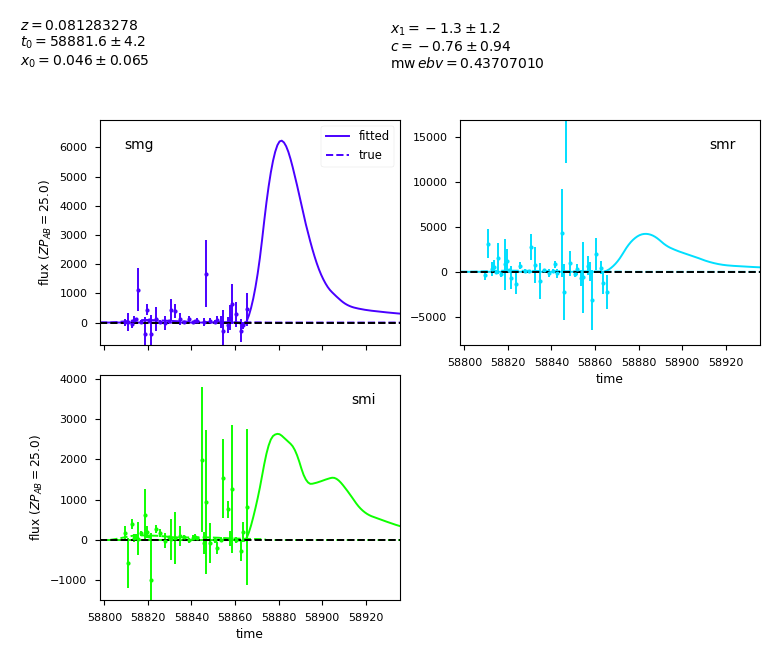 z = 0.081283278
t₀ = 58881.6 ± 4.2
x₀ = 0.046 ± 0.065
x₁ = −1.3 ± 1.2
c = −0.76 ± 0.94
mw ebv = 0.43707010
smg
fitted
true
6000
5000
4000
3000
2000
1000
0
flux (ZP_AB = 25.0)
smr
15000
10000
5000
0
−5000
58800 58820 58840 58860 58880 58900 58920
time
smi
4000
3000
2000
1000
0
−1000
flux (ZP_AB = 25.0)
58800 58820 58840 58860 58880 58900 58920
time